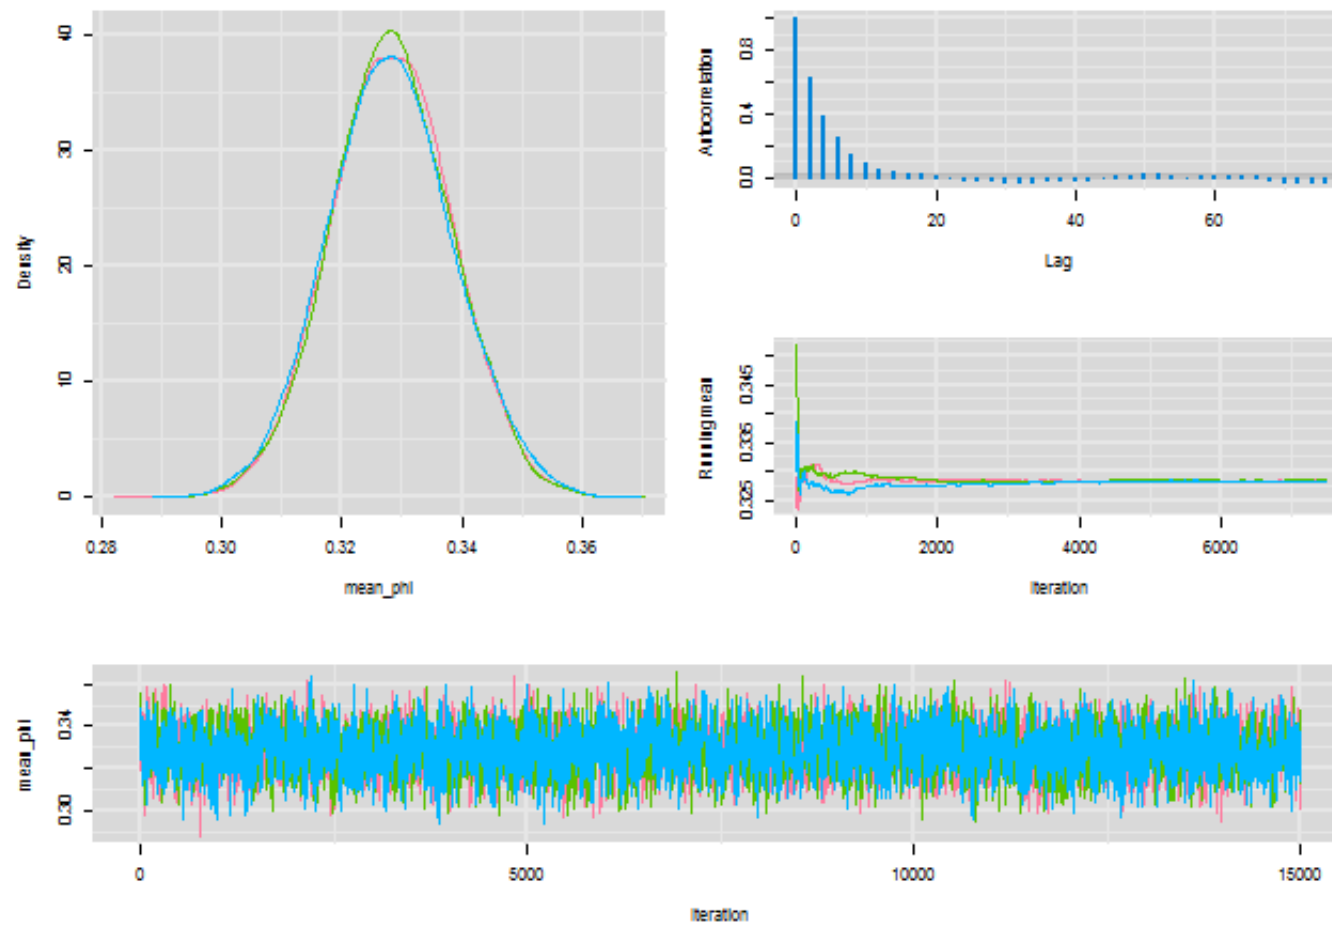 Density
40
30
20
10
0
0.28 0.30 0.32 0.34 0.36
mean_phi
Autocorrelation
0.8
0.4
0.0
0 20 40 60
Lag
Running mean
0.345
0.335
0.325
0 2000 4000 6000
Iteration
mean_phi
0.34
0.30
0 5000 10000 15000
Iteration